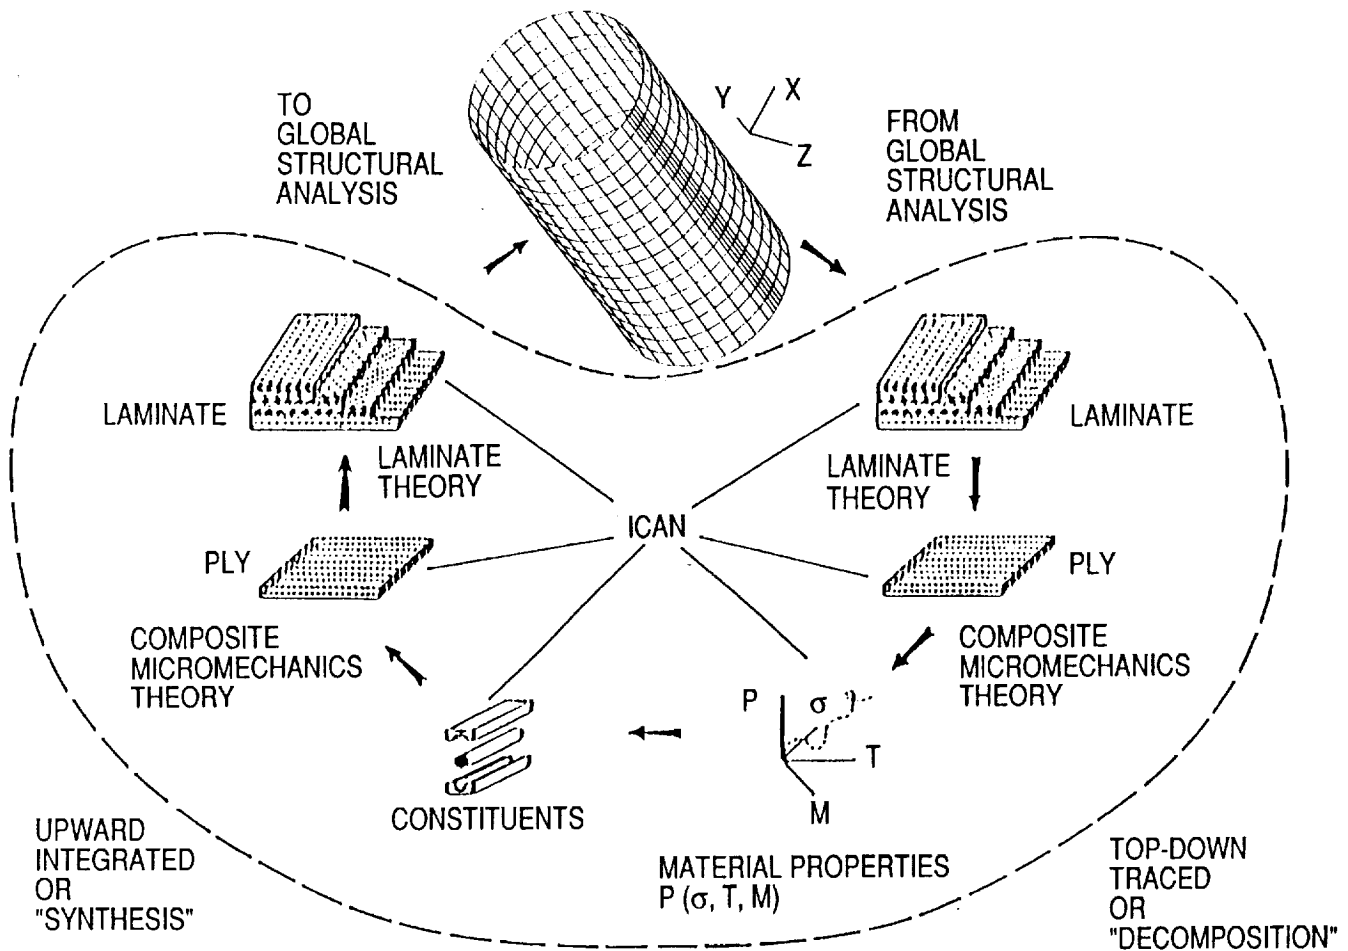 TO
GLOBAL
STRUCTURAL
ANALYSIS
Y
X
Z
FROM
GLOBAL
STRUCTURAL
ANALYSIS
LAMINATE
LAMINATE
THEORY
PLY
COMPOSITE
MICROMECHANICS
THEORY
CONSTITUENTS
ICAN
LAMINATE
LAMINATE
THEORY
PLY
COMPOSITE
MICROMECHANICS
THEORY
P
σ
T
M
MATERIAL PROPERTIES
P (σ, T, M)
UPWARD
INTEGRATED
OR
"SYNTHESIS"
TOP-DOWN
TRACED
OR
"DECOMPOSITION"